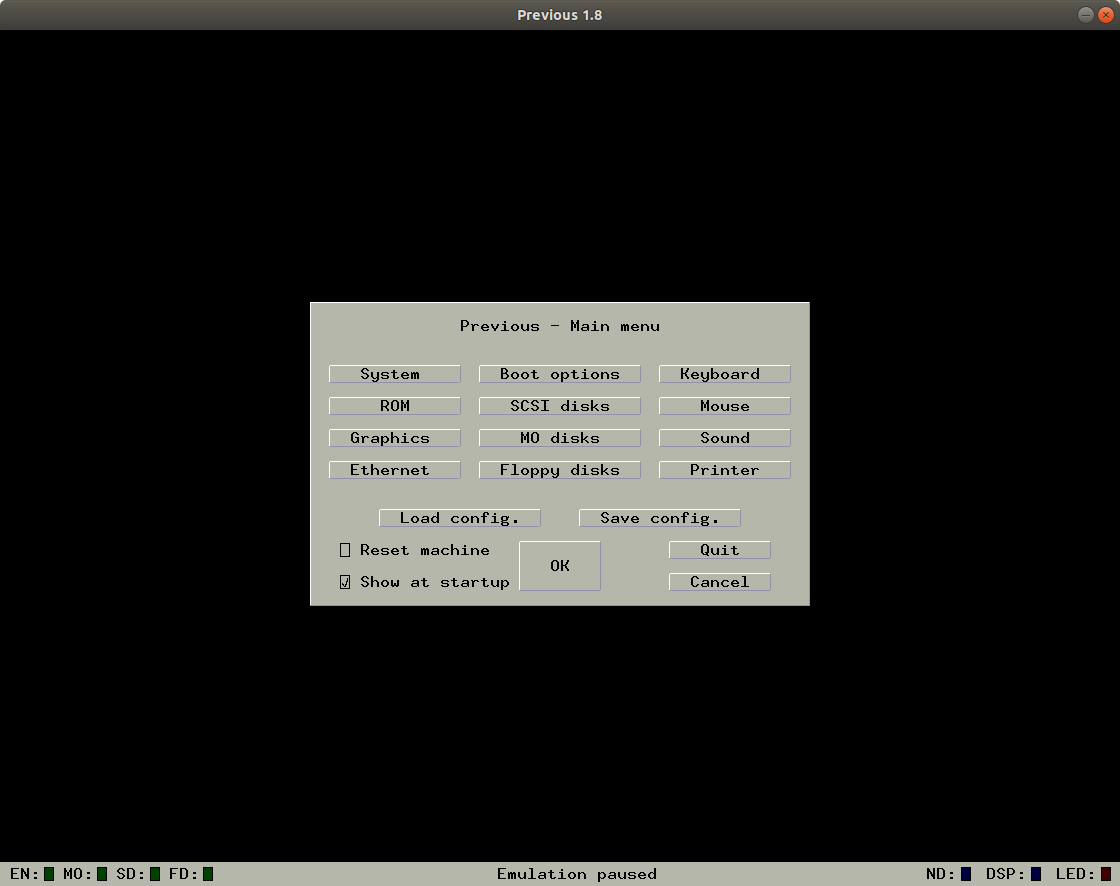 Previous 1.8
Previous - Main menu
System Boot options Keyboard
ROM SCSI disks Mouse
Graphics MO disks Sound
Ethernet Floppy disks Printer
Load config. Save config.
Reset machine OK Quit
Show at startup Cancel
EN: MO: SD: FD: Emulation paused ND: DSP: LED: